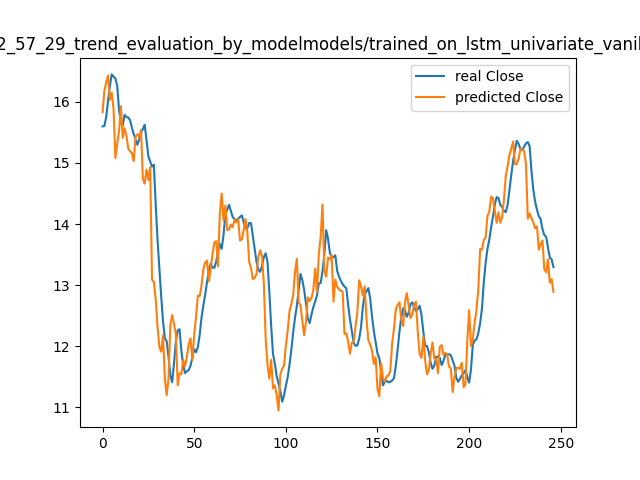 2_57_29_trend_evaluation_by_modelmodels/trained_on_lstm_univariate_vanil
real Close
predicted Close
16
15
14
13
12
11
0 50 100 150 200 250